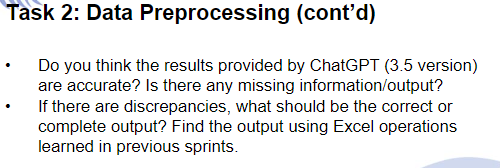 Task 2: Data Preprocessing (cont’d)
• Do you think the results provided by ChatGPT (3.5 version)
are accurate? Is there any missing information/output?
• If there are discrepancies, what should be the correct or
complete output? Find the output using Excel operations
learned in previous sprints.